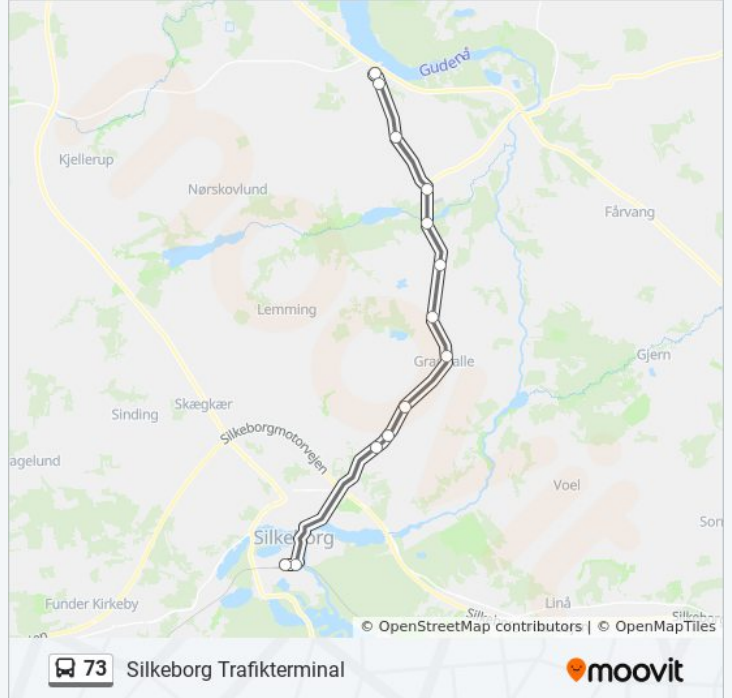 Gudenå
Kjellerup
Nørskovlund
Fårvang
Lemming
Gjern
Skægkær
Sinding
Silkeborgmotorvejen
agelund
Voel
Silkeborg
Funder Kirkeby
Linå
© OpenStreetMap contributors | © OpenMapTiles
73 Silkeborg Trafikterminal
moovit